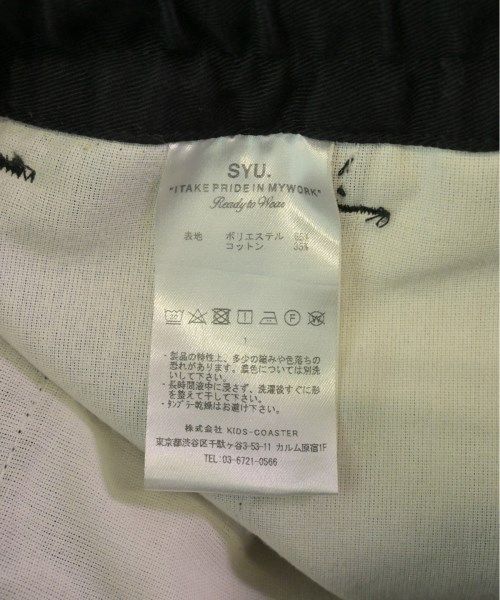 SYU.
"I TAKE PRIDE IN MY WORK"
Ready to Wear
表地 ポリエステル 65%
コットン 35%
30 F W
1
・製品の特性上、多少の縮みや色落ちの
恐れがあります。濃色については別洗
いして下さい。
・長時間液中に浸さず、洗濯後すぐに形
を整えて干して下さい。
・タンブラー乾燥はお避け下さい。
株式会社 KIDS-COASTER
東京都渋谷区千駄ヶ谷3-53-11 カルム原宿1F
TEL:03-6721-0566